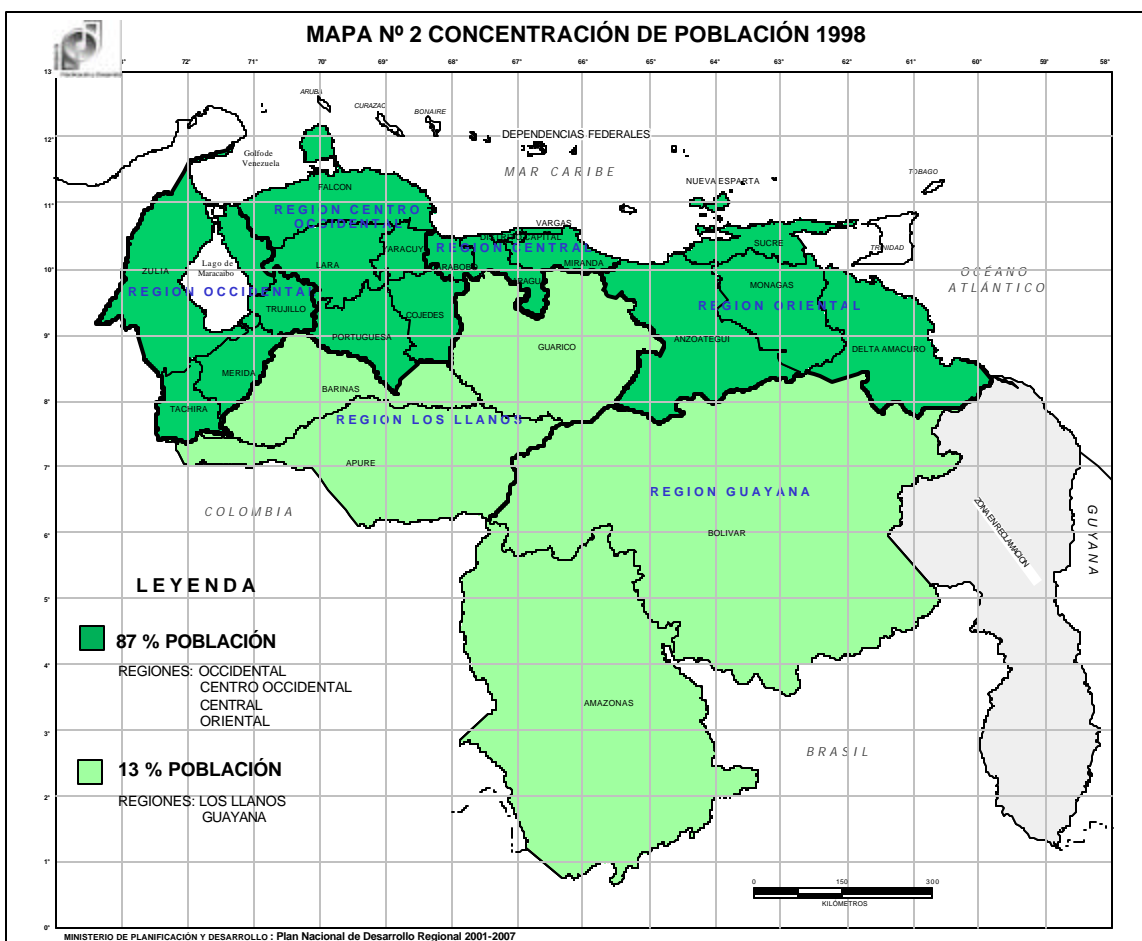 MAPA Nº 2 CONCENTRACIÓN DE POBLACIÓN 1998
Planificación y Desarrollo
72° 71° 70° 69° 68° 67° 66° 65° 64° 63° 62° 61° 60° 59° 58°
13
12°
11°
10°
9°
8°
7°
6°
5°
4°
3°
2°
1°
0°
ARUBA
CURAZAC
BONAIRE
DEPENDENCIAS FEDERALES
MAR CARIBE
Golfo de
Venezuela
FALCON
NUEVA ESPARTA
TOBAGO
REGION CENTRO
OCCIDENTAL
VARGAS
DISTRITO CAPITAL
REGION CENTRAL
SUCRE
TRINIDAD
YARACUY
CARABOBO
MIRANDA
ARAGUA
LARA
Lago de
Maracaibo
ZULIA
REGION OCCIDENTAL
TRUJILLO
MONAGAS
REGION ORIENTAL
OCÉANO
ATLÁNTICO
COJEDES
PORTUGUESA
GUARICO
ANZOATEGUI
DELTA AMACURO
MERIDA
BARINAS
TACHIRA
REGION LOS LLANOS
APURE
REGION GUAYANA
COLOMBIA
BOLIVAR
ZONA EN RECLAMACION
GUYANA
AMAZONAS
BRASIL
LEYENDA
87 % POBLACIÓN
REGIONES: OCCIDENTAL
CENTRO OCCIDENTAL
CENTRAL
ORIENTAL
13 % POBLACIÓN
REGIONES: LOS LLANOS
GUAYANA
0 150 300
KILÓMETROS
MINISTERIO DE PLANIFICACIÓN Y DESARROLLO : Plan Nacional de Desarrollo Regional 2001-2007